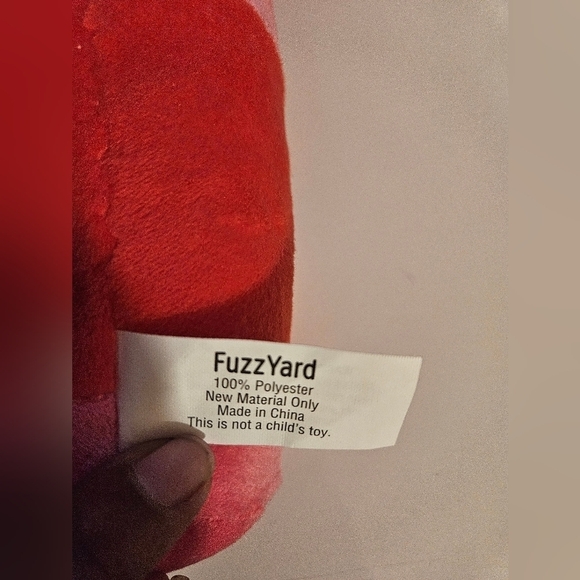 FuzzYard
100% Polyester
New Material Only
Made in China
This is not a child's toy.